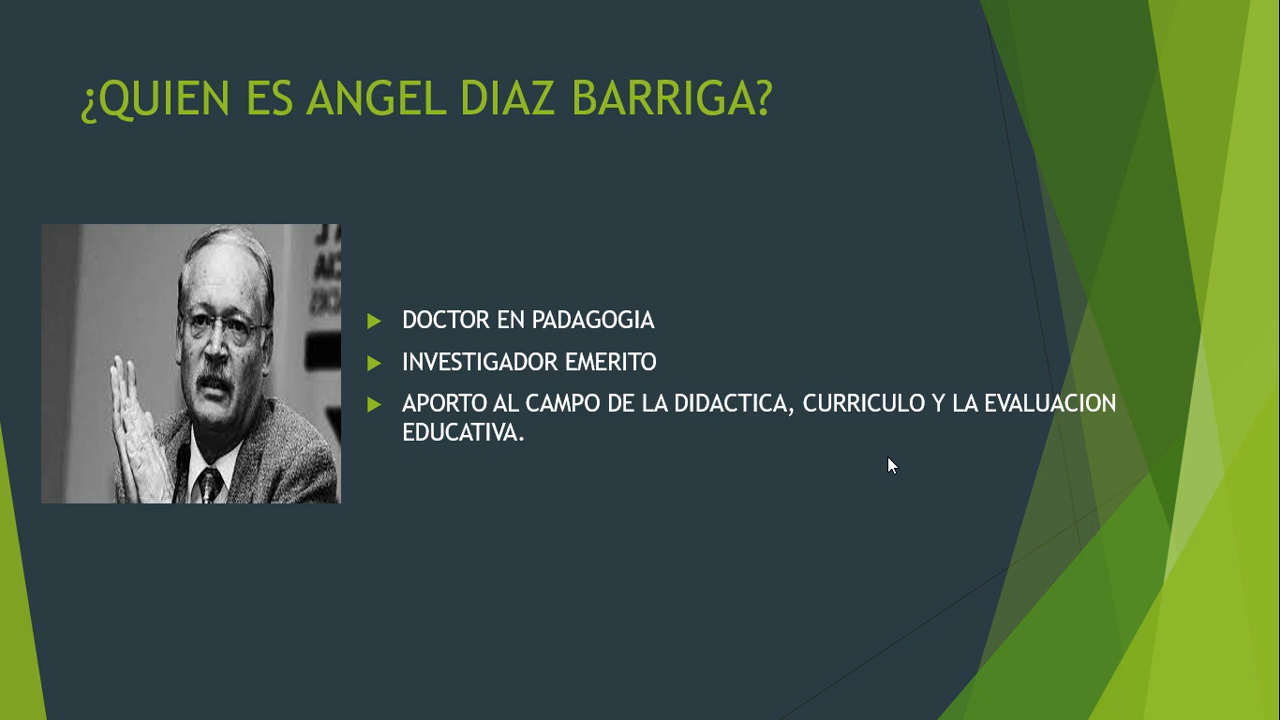 ¿QUIEN ES ANGEL DIAZ BARRIGA?
DOCTOR EN PADAGOGIA
INVESTIGADOR EMERITO
APORTO AL CAMPO DE LA DIDACTICA, CURRICULO Y LA EVALUACION
EDUCATIVA.